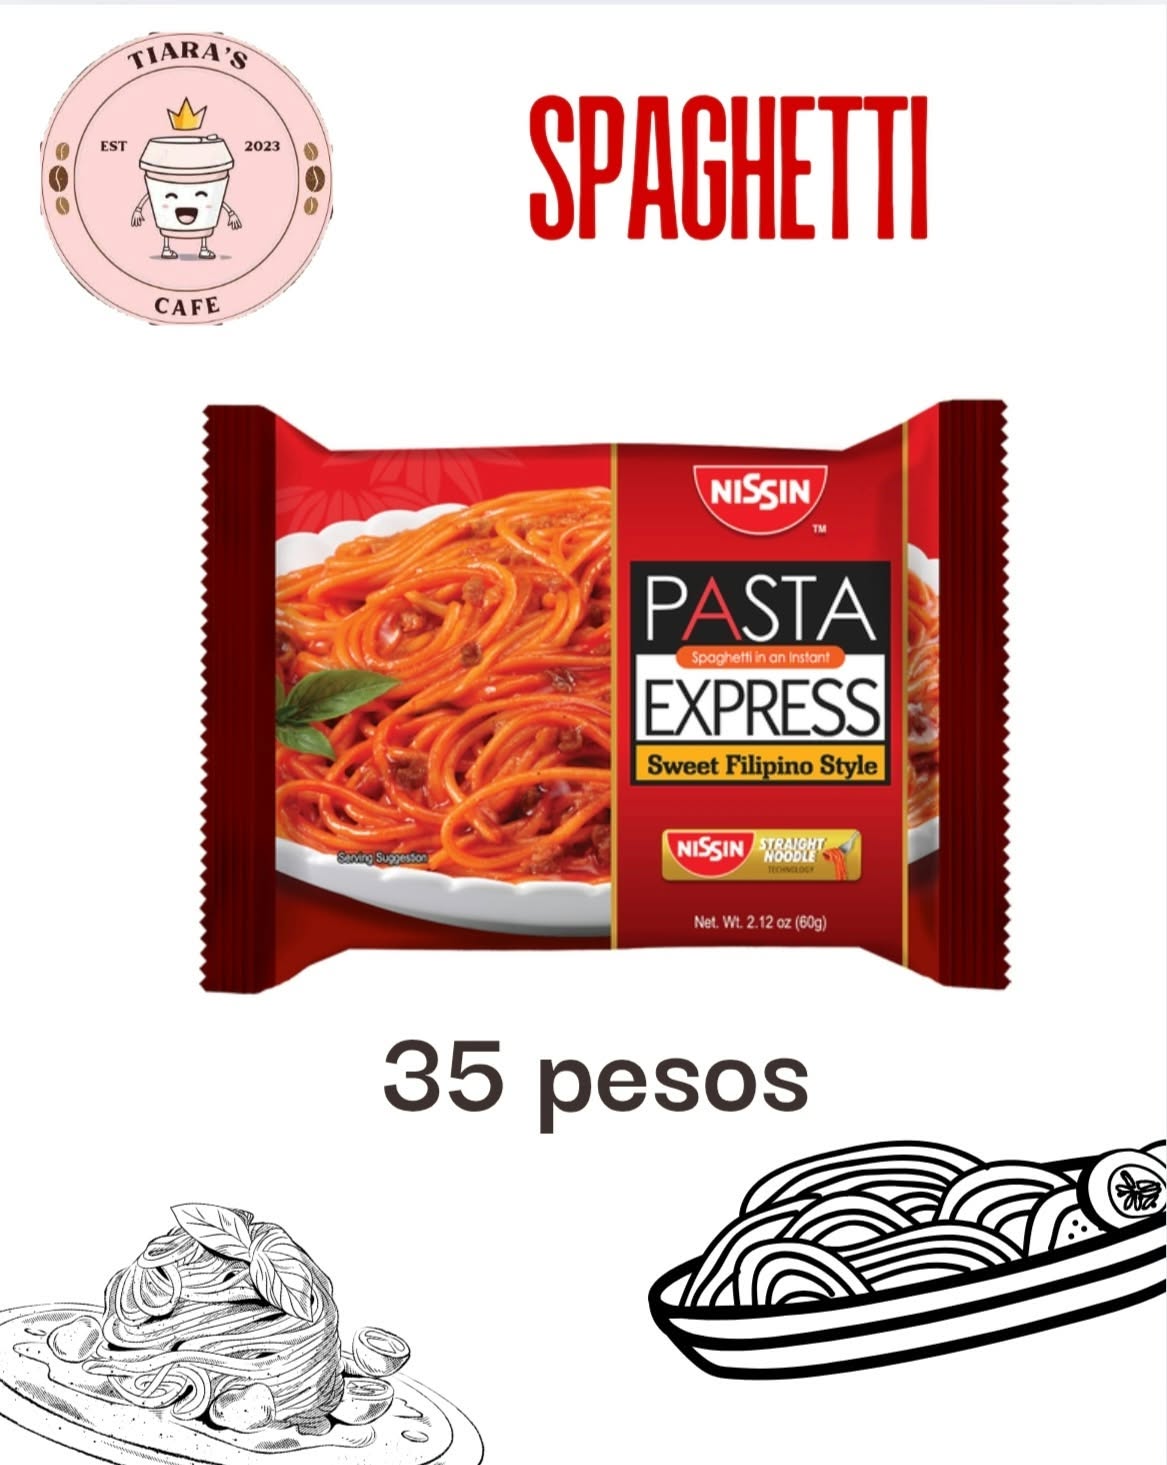 TIARA'S
EST 2023
CAFE
SPAGHETTI
NISSIN
TM
PASTA
Spaghetti in an Instant
EXPRESS
Sweet Filipino Style
NISSIN STRAIGHT
NOODLE
TECHNOLOGY
Serving Suggestion
Net. Wt. 2.12 oz (60g)
35 pesos